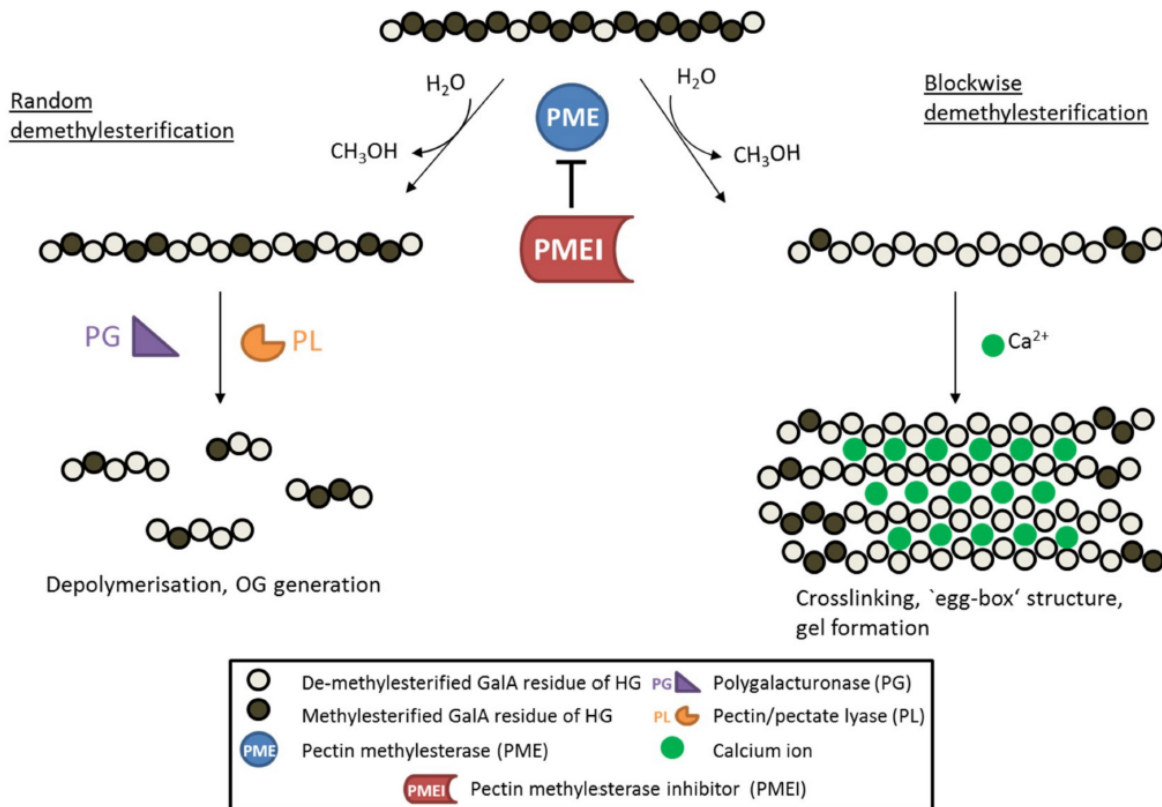 H₂O
H₂O
Random
demethylesterification
Blockwise
demethylesterification
PME
CH₃OH
CH₃OH
PMEI
PG
PL
Ca²⁺
Depolymerisation, OG generation
Crosslinking, `egg-box‘ structure,
gel formation
De-methylesterified GalA residue of HG
PG Polygalacturonase (PG)
Methylesterified GalA residue of HG
PL Pectin/pectate lyase (PL)
PME Pectin methylesterase (PME)
Calcium ion
PMEI Pectin methylesterase inhibitor (PMEI)